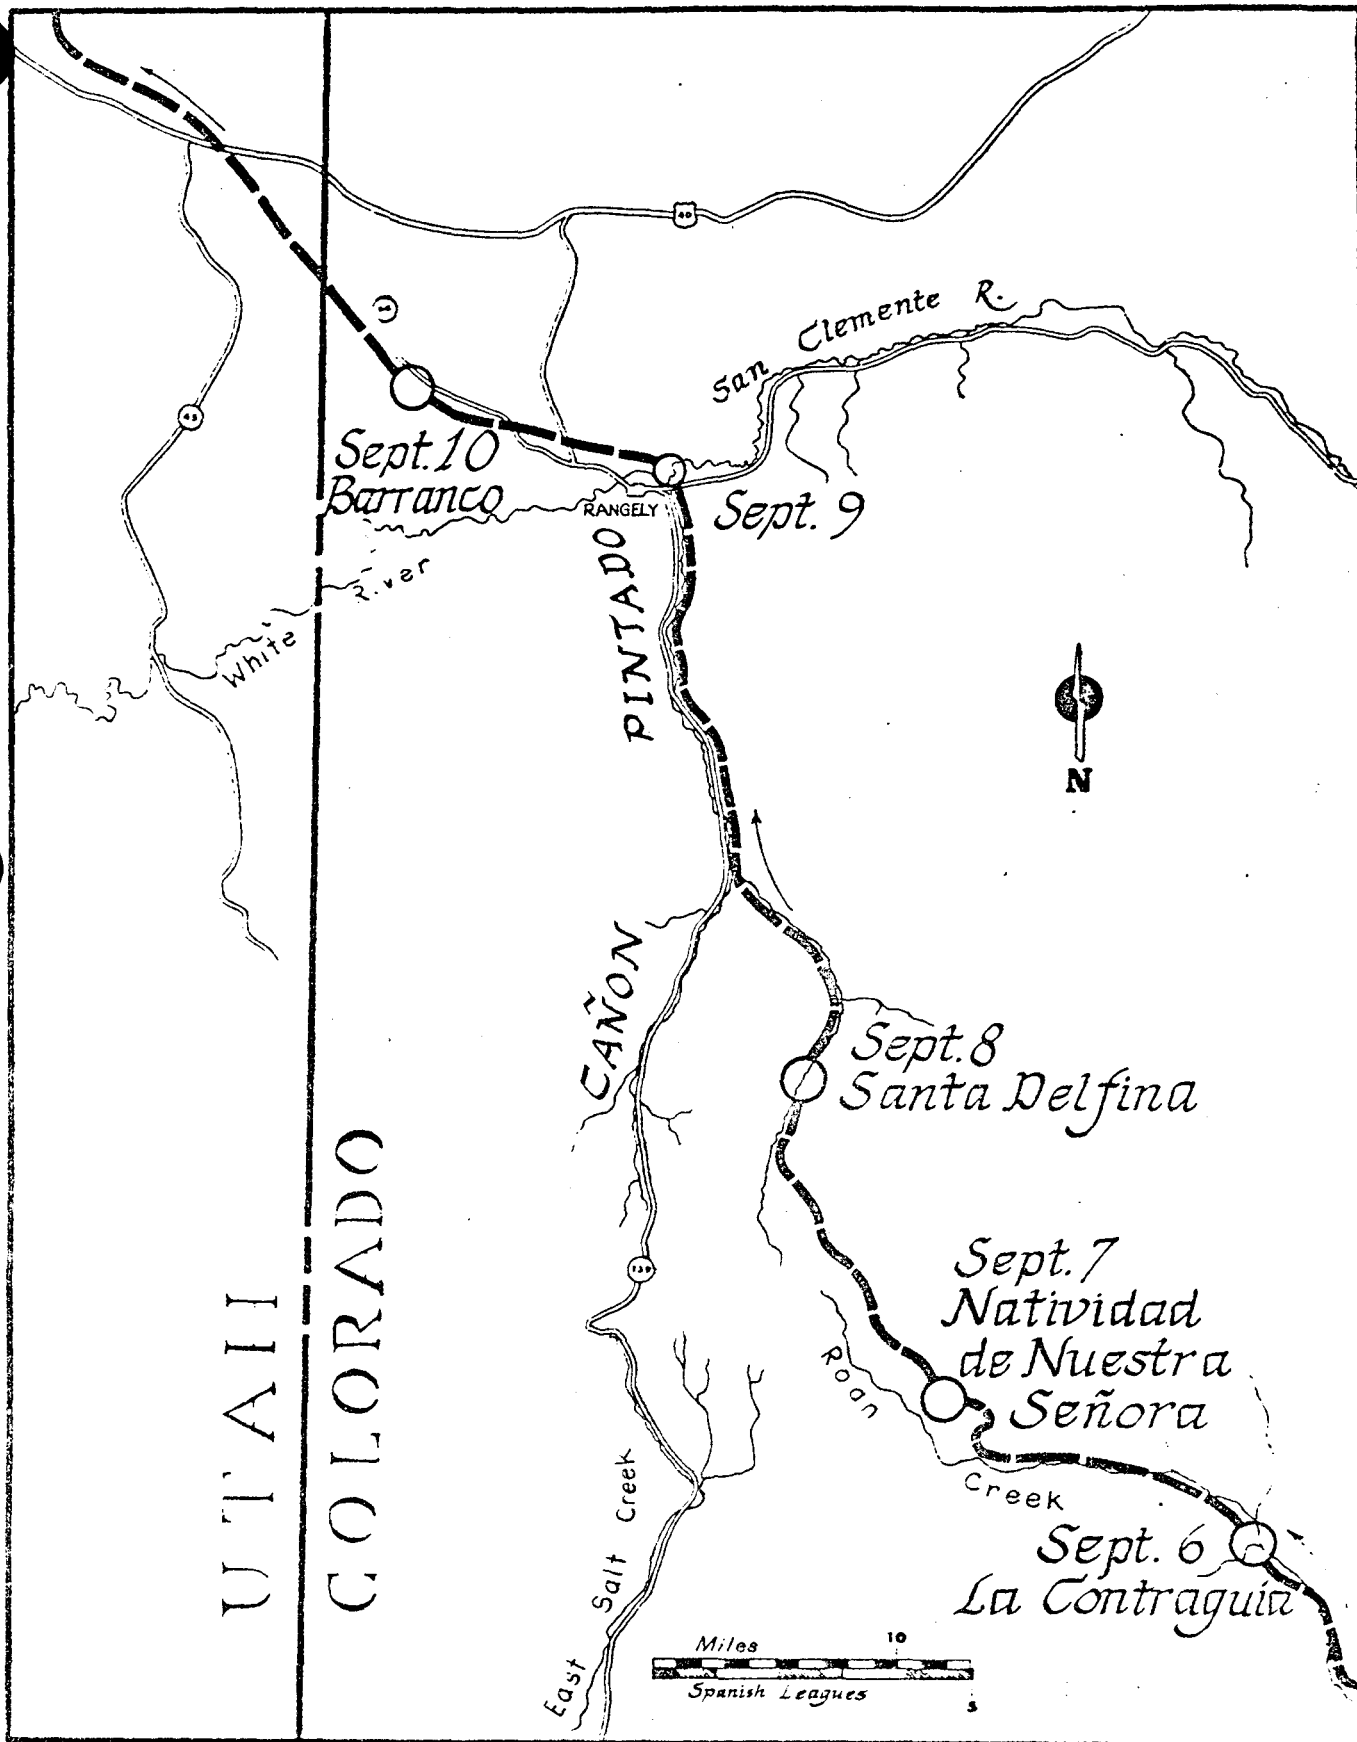 40
San Clemente R.
45
Sept. 10
Barranco
RANGELY
Sept. 9
White River
CAÑON PINTADO
N
Sept. 8
Santa Delfina
UTAH
COLORADO
139
Sept. 7
Natividad
de Nuestra
Señora
Roan Creek
East Salt Creek
Sept. 6
La Contraguia
Miles
10
Spanish Leagues
5